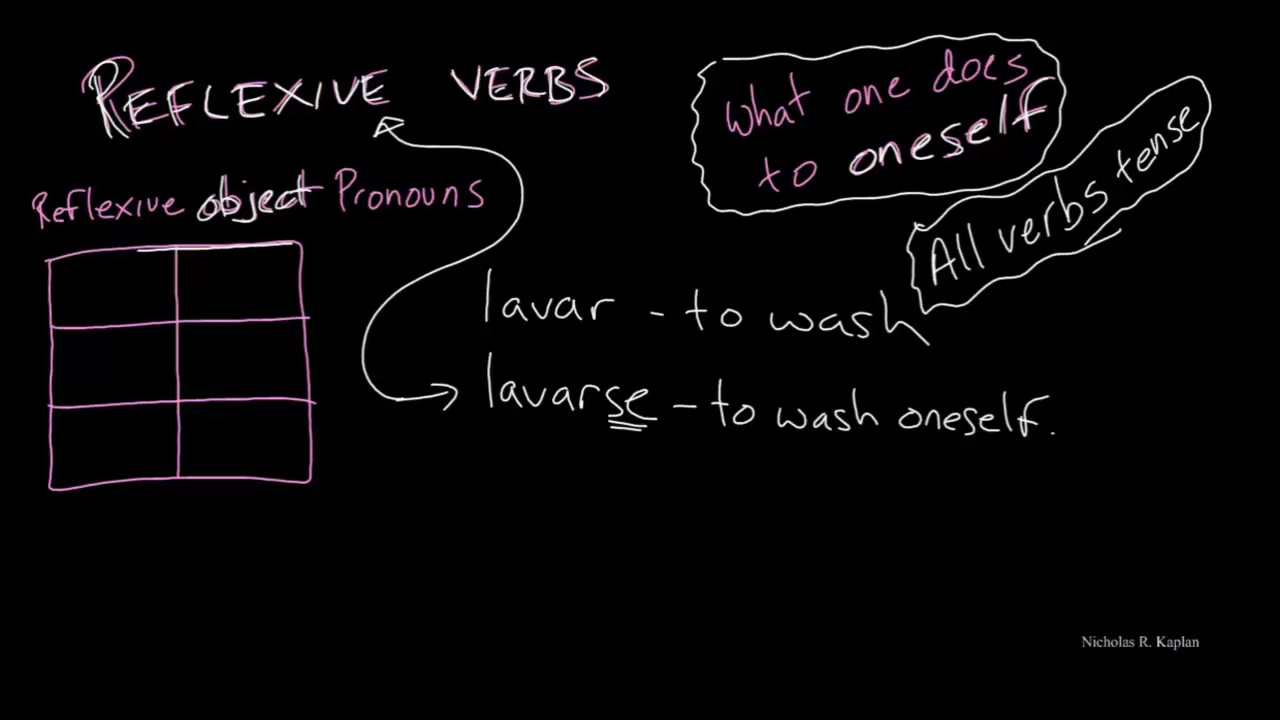 REFLEXIVE VERBS
What one does
to oneself
All verbs tense
Reflexive object Pronouns
lavar - to wash
lavarse - to wash oneself.
Nicholas R. Kaplan